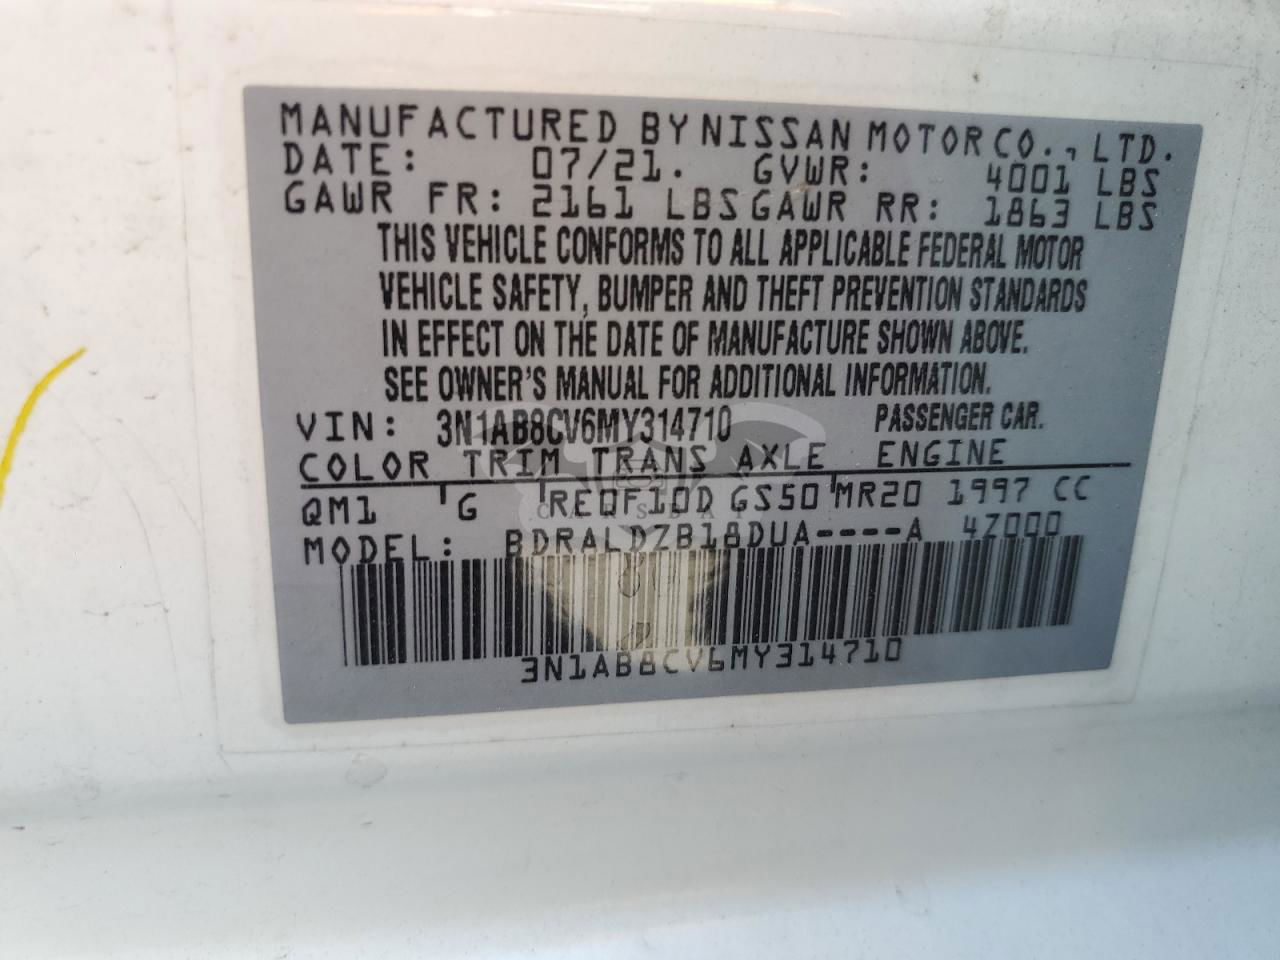 MANUFACTURED BY NISSAN MOTOR CO., LTD.
DATE: 07/21. GVWR: 4001 LBS
GAWR FR: 2161 LBS GAWR RR: 1863 LBS
THIS VEHICLE CONFORMS TO ALL APPLICABLE FEDERAL MOTOR
VEHICLE SAFETY, BUMPER AND THEFT PREVENTION STANDARDS
IN EFFECT ON THE DATE OF MANUFACTURE SHOWN ABOVE.
SEE OWNER'S MANUAL FOR ADDITIONAL INFORMATION.
VIN: 3N1AB8CV6MY314710 PASSENGER CAR.
COLOR TRIM TRANS AXLE ENGINE
QM1 G RE0F10D GS50 MR20 1997 CC
MODEL: BDRALDZB18DUA----A 4Z000
3N1AB8CV6MY314710